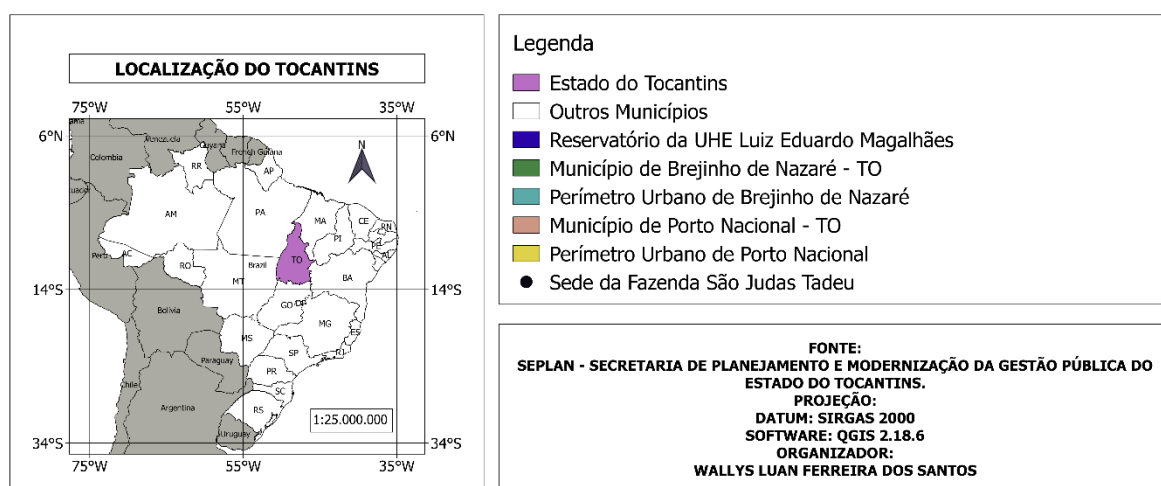 LOCALIZAÇÃO DO TOCANTINS
75°W 55°W 35°W
6°N 6°N
N
Venezuela
Guyana
French Guiana
Colombia
RR
AP
AM
PA
MA
CE
RN
PI
Peru
AC
TO
AL
RO
Brazil
BA
MT
14°S 14°S
Bolivia
GO
DF
MG
ES
MS
SP
RJ
Paraguay
PR
Chile
SC
Argentina
RS
Uruguay
1:25.000.000
34°S 34°S
75°W 55°W 35°W
Legenda
Estado do Tocantins
Outros Municípios
Reservatório da UHE Luiz Eduardo Magalhães
Município de Brejinho de Nazaré - TO
Perímetro Urbano de Brejinho de Nazaré
Município de Porto Nacional - TO
Perímetro Urbano de Porto Nacional
Sede da Fazenda São Judas Tadeu
FONTE:
SEPLAN - SECRETARIA DE PLANEJAMENTO E MODERNIZAÇÃO DA GESTÃO PÚBLICA DO
ESTADO DO TOCANTINS.
PROJEÇÃO:
DATUM: SIRGAS 2000
SOFTWARE: QGIS 2.18.6
ORGANIZADOR:
WALLYS LUAN FERREIRA DOS SANTOS